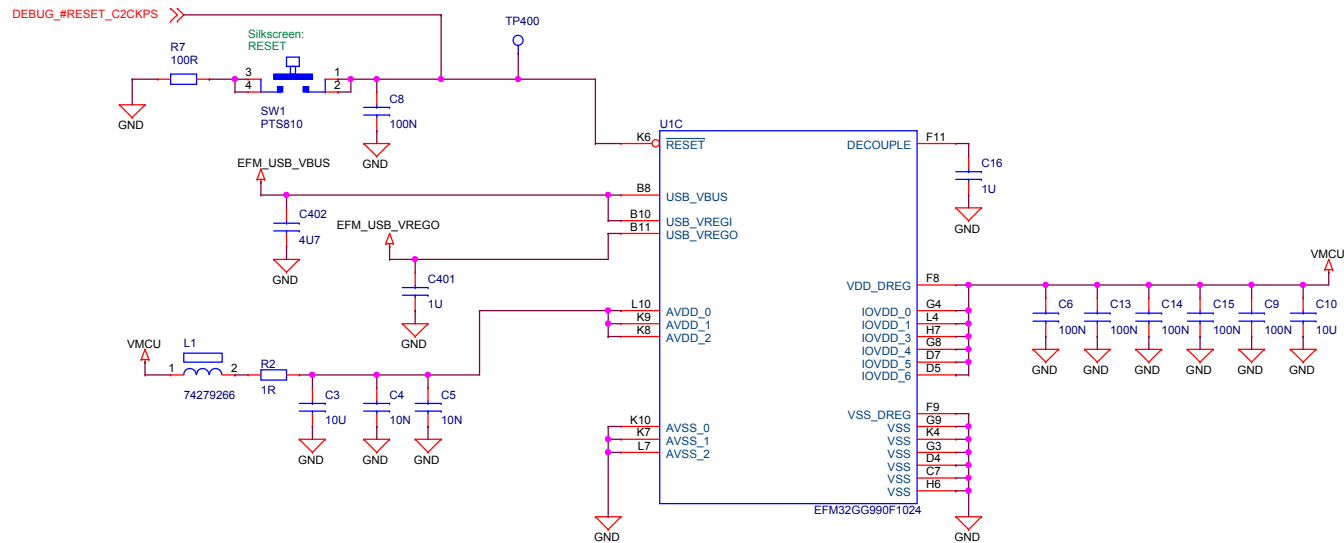 DEBUG_#RESET_C2CKPS
TP400
Silkscreen:
RESET
R7
100R
3
4
1
2
SW1
PTS810
C8
100N
GND
GND
U1C
K6
RESET
DECOUPLE
F11
C16
1U
GND
EFM_USB_VBUS
B8
USB_VBUS
B10
USB_VREGI
B11
USB_VREGO
C402
4U7
GND
EFM_USB_VREGO
C401
1U
GND
VDD_DREG
F8
VMCU
IOVDD_0
G4
IOVDD_1
L4
IOVDD_3
H7
IOVDD_4
G8
IOVDD_5
D7
IOVDD_6
D5
C6
100N
C13
100N
C14
100N
C15
100N
C9
100N
C10
10U
GND
GND
GND
GND
GND
GND
L10
AVDD_0
K9
AVDD_1
K8
AVDD_2
VMCU
L1
1
2
74279266
R2
1R
C3
10U
C4
10N
C5
10N
GND
GND
GND
K10
AVSS_0
K7
AVSS_1
L7
AVSS_2
GND
VSS_DREG
F9
VSS
G9
VSS
K4
VSS
G3
VSS
D4
VSS
C7
VSS
H6
EFM32GG990F1024
GND